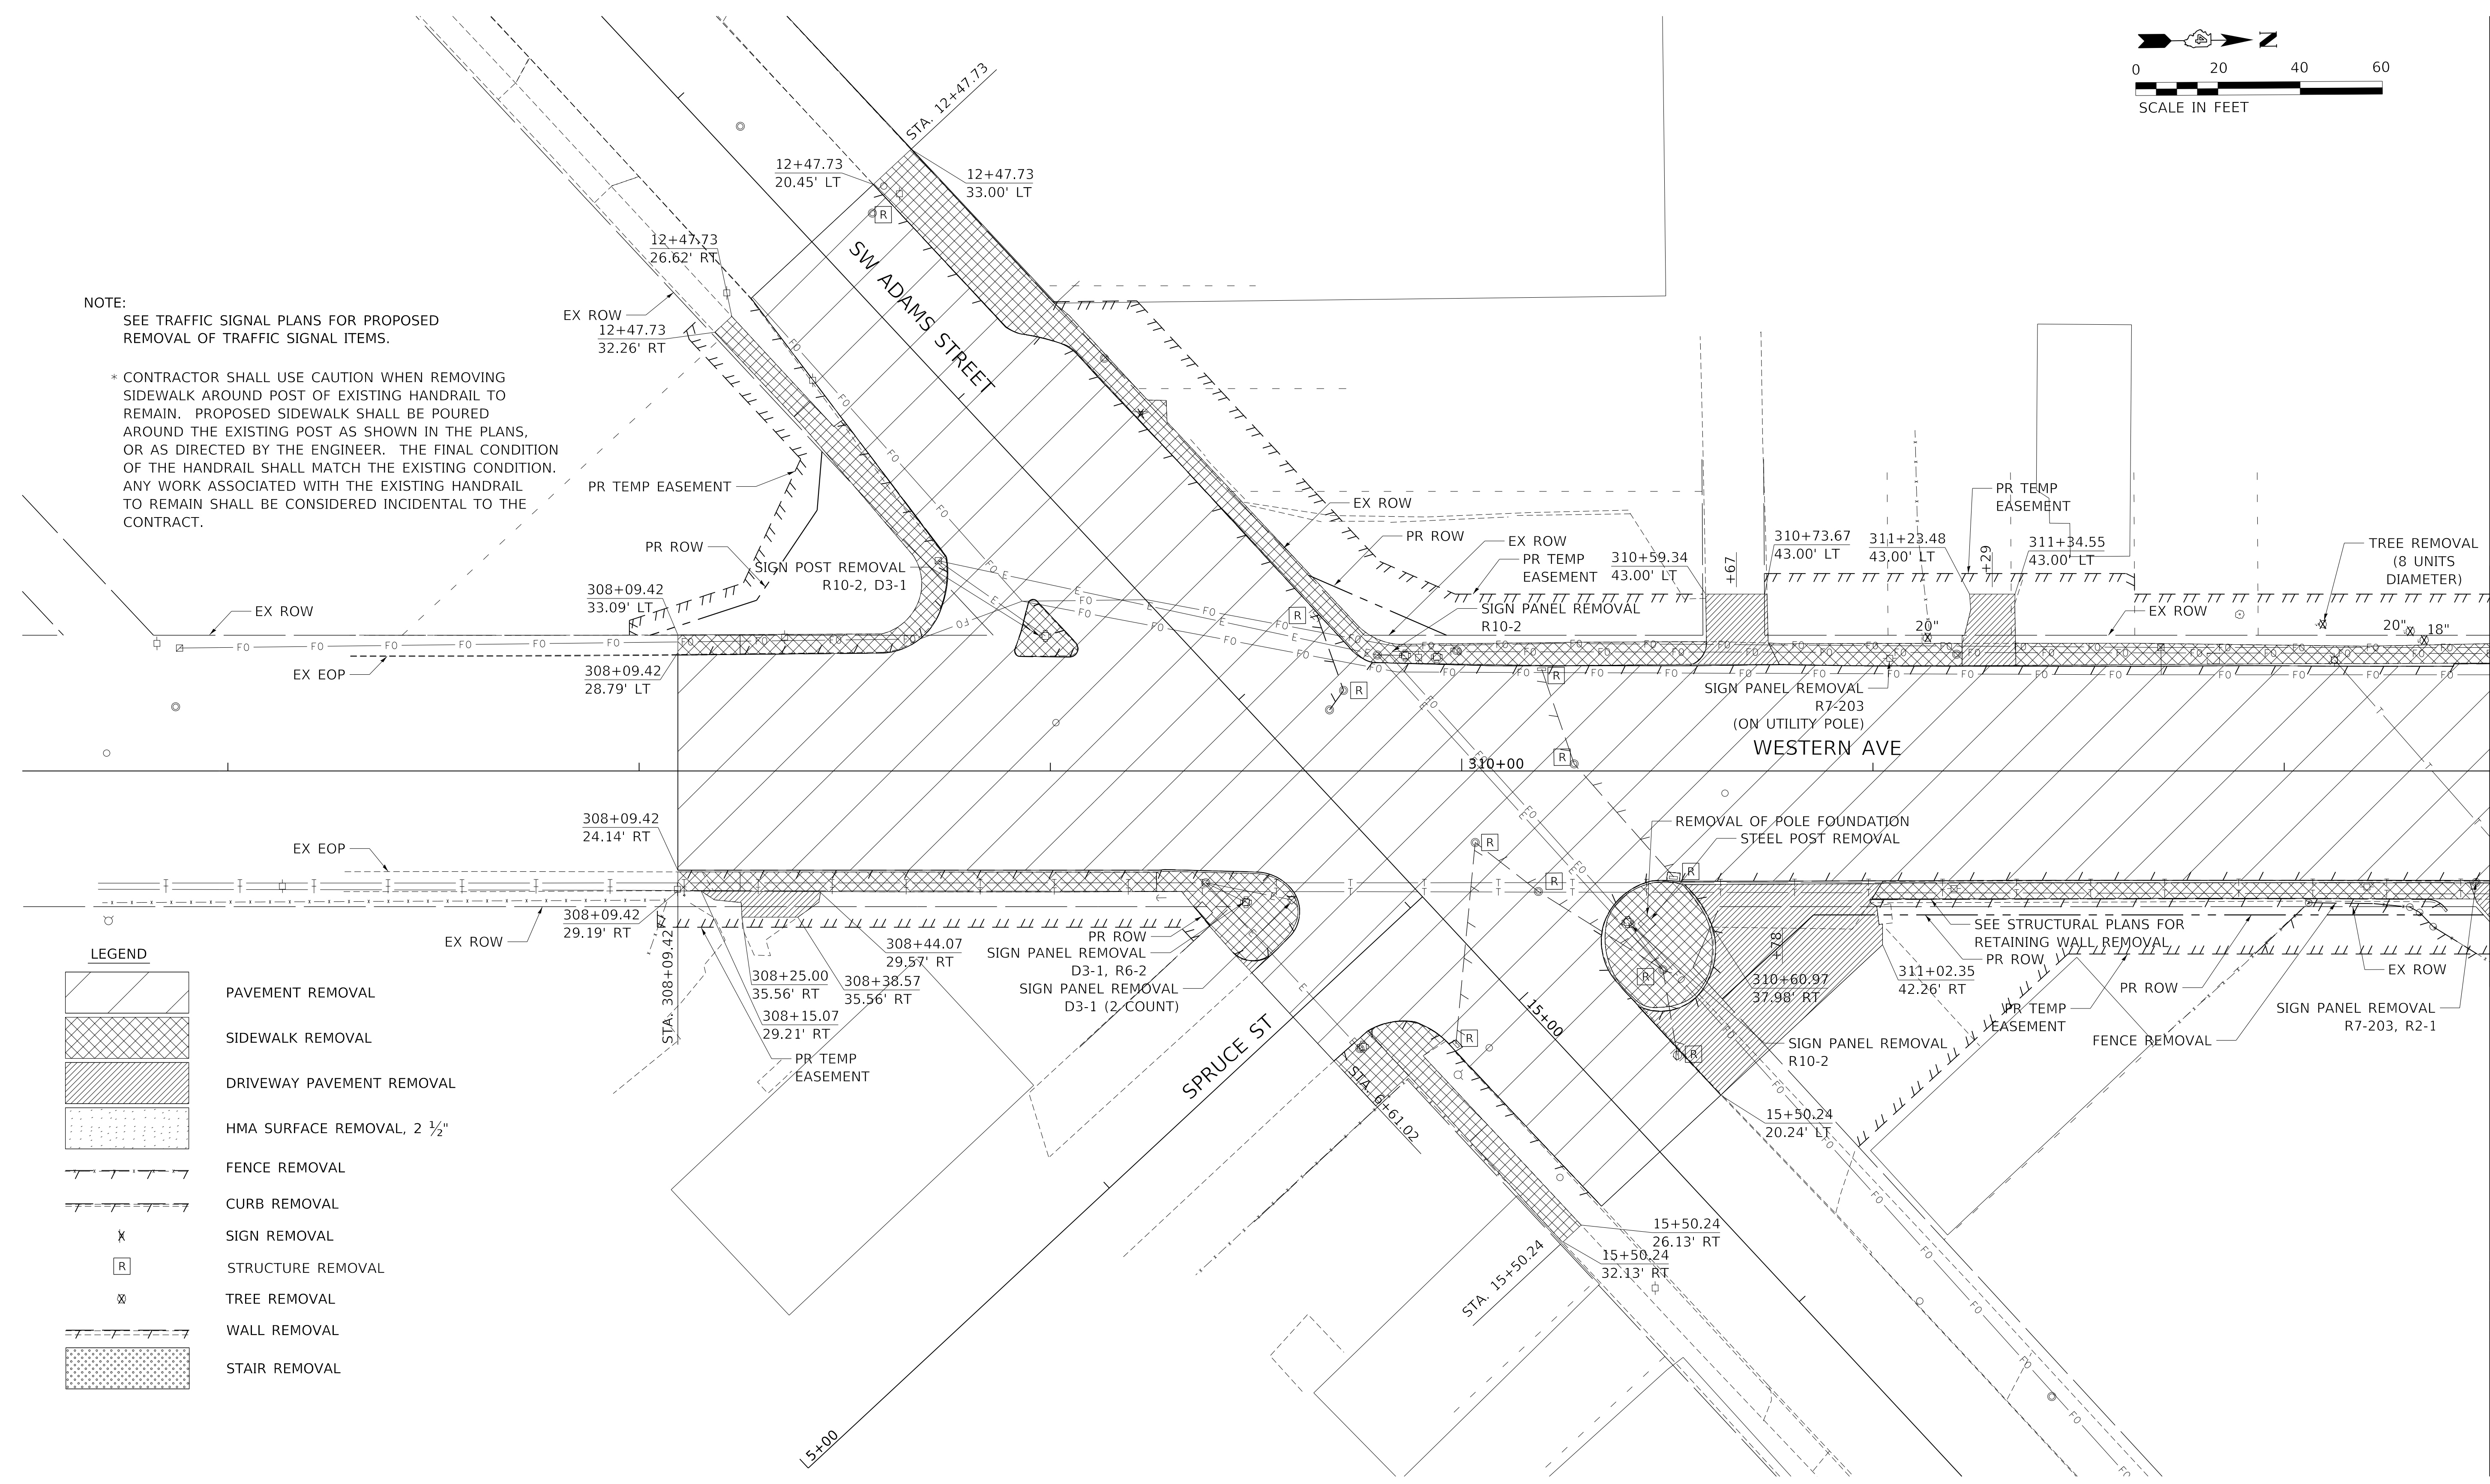 N
0 20 40 60
SCALE IN FEET
STA. 12+47.73
12+47.73
20.45' LT
12+47.73
33.00' LT
12+47.73
26.62' RT
12+47.73
32.26' RT
EX ROW
R
SW ADAMS STREET
NOTE:
SEE TRAFFIC SIGNAL PLANS FOR PROPOSED
REMOVAL OF TRAFFIC SIGNAL ITEMS.
* CONTRACTOR SHALL USE CAUTION WHEN REMOVING
SIDEWALK AROUND POST OF EXISTING HANDRAIL TO
REMAIN. PROPOSED SIDEWALK SHALL BE POURED
AROUND THE EXISTING POST AS SHOWN IN THE PLANS,
OR AS DIRECTED BY THE ENGINEER. THE FINAL CONDITION
OF THE HANDRAIL SHALL MATCH THE EXISTING CONDITION.
ANY WORK ASSOCIATED WITH THE EXISTING HANDRAIL
TO REMAIN SHALL BE CONSIDERED INCIDENTAL TO THE
CONTRACT.
PR TEMP EASEMENT
PR ROW
SIGN POST REMOVAL
R10-2, D3-1
308+09.42
33.09' LT
EX ROW
EX EOP
308+09.42
28.79' LT
EX ROW
PR ROW
EX ROW
PR TEMP
EASEMENT
SIGN PANEL REMOVAL
R10-2
310+59.34
43.00' LT
+67
310+73.67
43.00' LT
311+23.48
43.00' LT
PR TEMP
EASEMENT
+29
311+34.55
43.00' LT
TREE REMOVAL
(8 UNITS
DIAMETER)
EX ROW
20"
20"
18"
R
R
R
R
SIGN PANEL REMOVAL
R7-203
(ON UTILITY POLE)
WESTERN AVE
310+00
308+09.42
24.14' RT
EX EOP
308+09.42
29.19' RT
EX ROW
STA. 308+09.42
308+44.07
29.57' RT
308+25.00
35.56' RT
308+38.57
35.56' RT
308+15.07
29.21' RT
PR TEMP
EASEMENT
PR ROW
SIGN PANEL REMOVAL
D3-1, R6-2
SIGN PANEL REMOVAL
D3-1 (2 COUNT)
SPRUCE ST
5+00
STA. 6+61.02
15+00
R
R
R
R
R
R
REMOVAL OF POLE FOUNDATION
STEEL POST REMOVAL
310+60.97
37.98' RT
+78
311+02.35
42.26' RT
SEE STRUCTURAL PLANS FOR
RETAINING WALL REMOVAL
PR ROW
EX ROW
PR ROW
PR TEMP
EASEMENT
SIGN PANEL REMOVAL
R7-203, R2-1
FENCE REMOVAL
SIGN PANEL REMOVAL
R10-2
15+50.24
20.24' LT
15+50.24
26.13' RT
15+50.24
32.13' RT
STA. 15+50.24
LEGEND
PAVEMENT REMOVAL
SIDEWALK REMOVAL
DRIVEWAY PAVEMENT REMOVAL
HMA SURFACE REMOVAL, 2 ½"
FENCE REMOVAL
CURB REMOVAL
SIGN REMOVAL
R STRUCTURE REMOVAL
TREE REMOVAL
WALL REMOVAL
STAIR REMOVAL